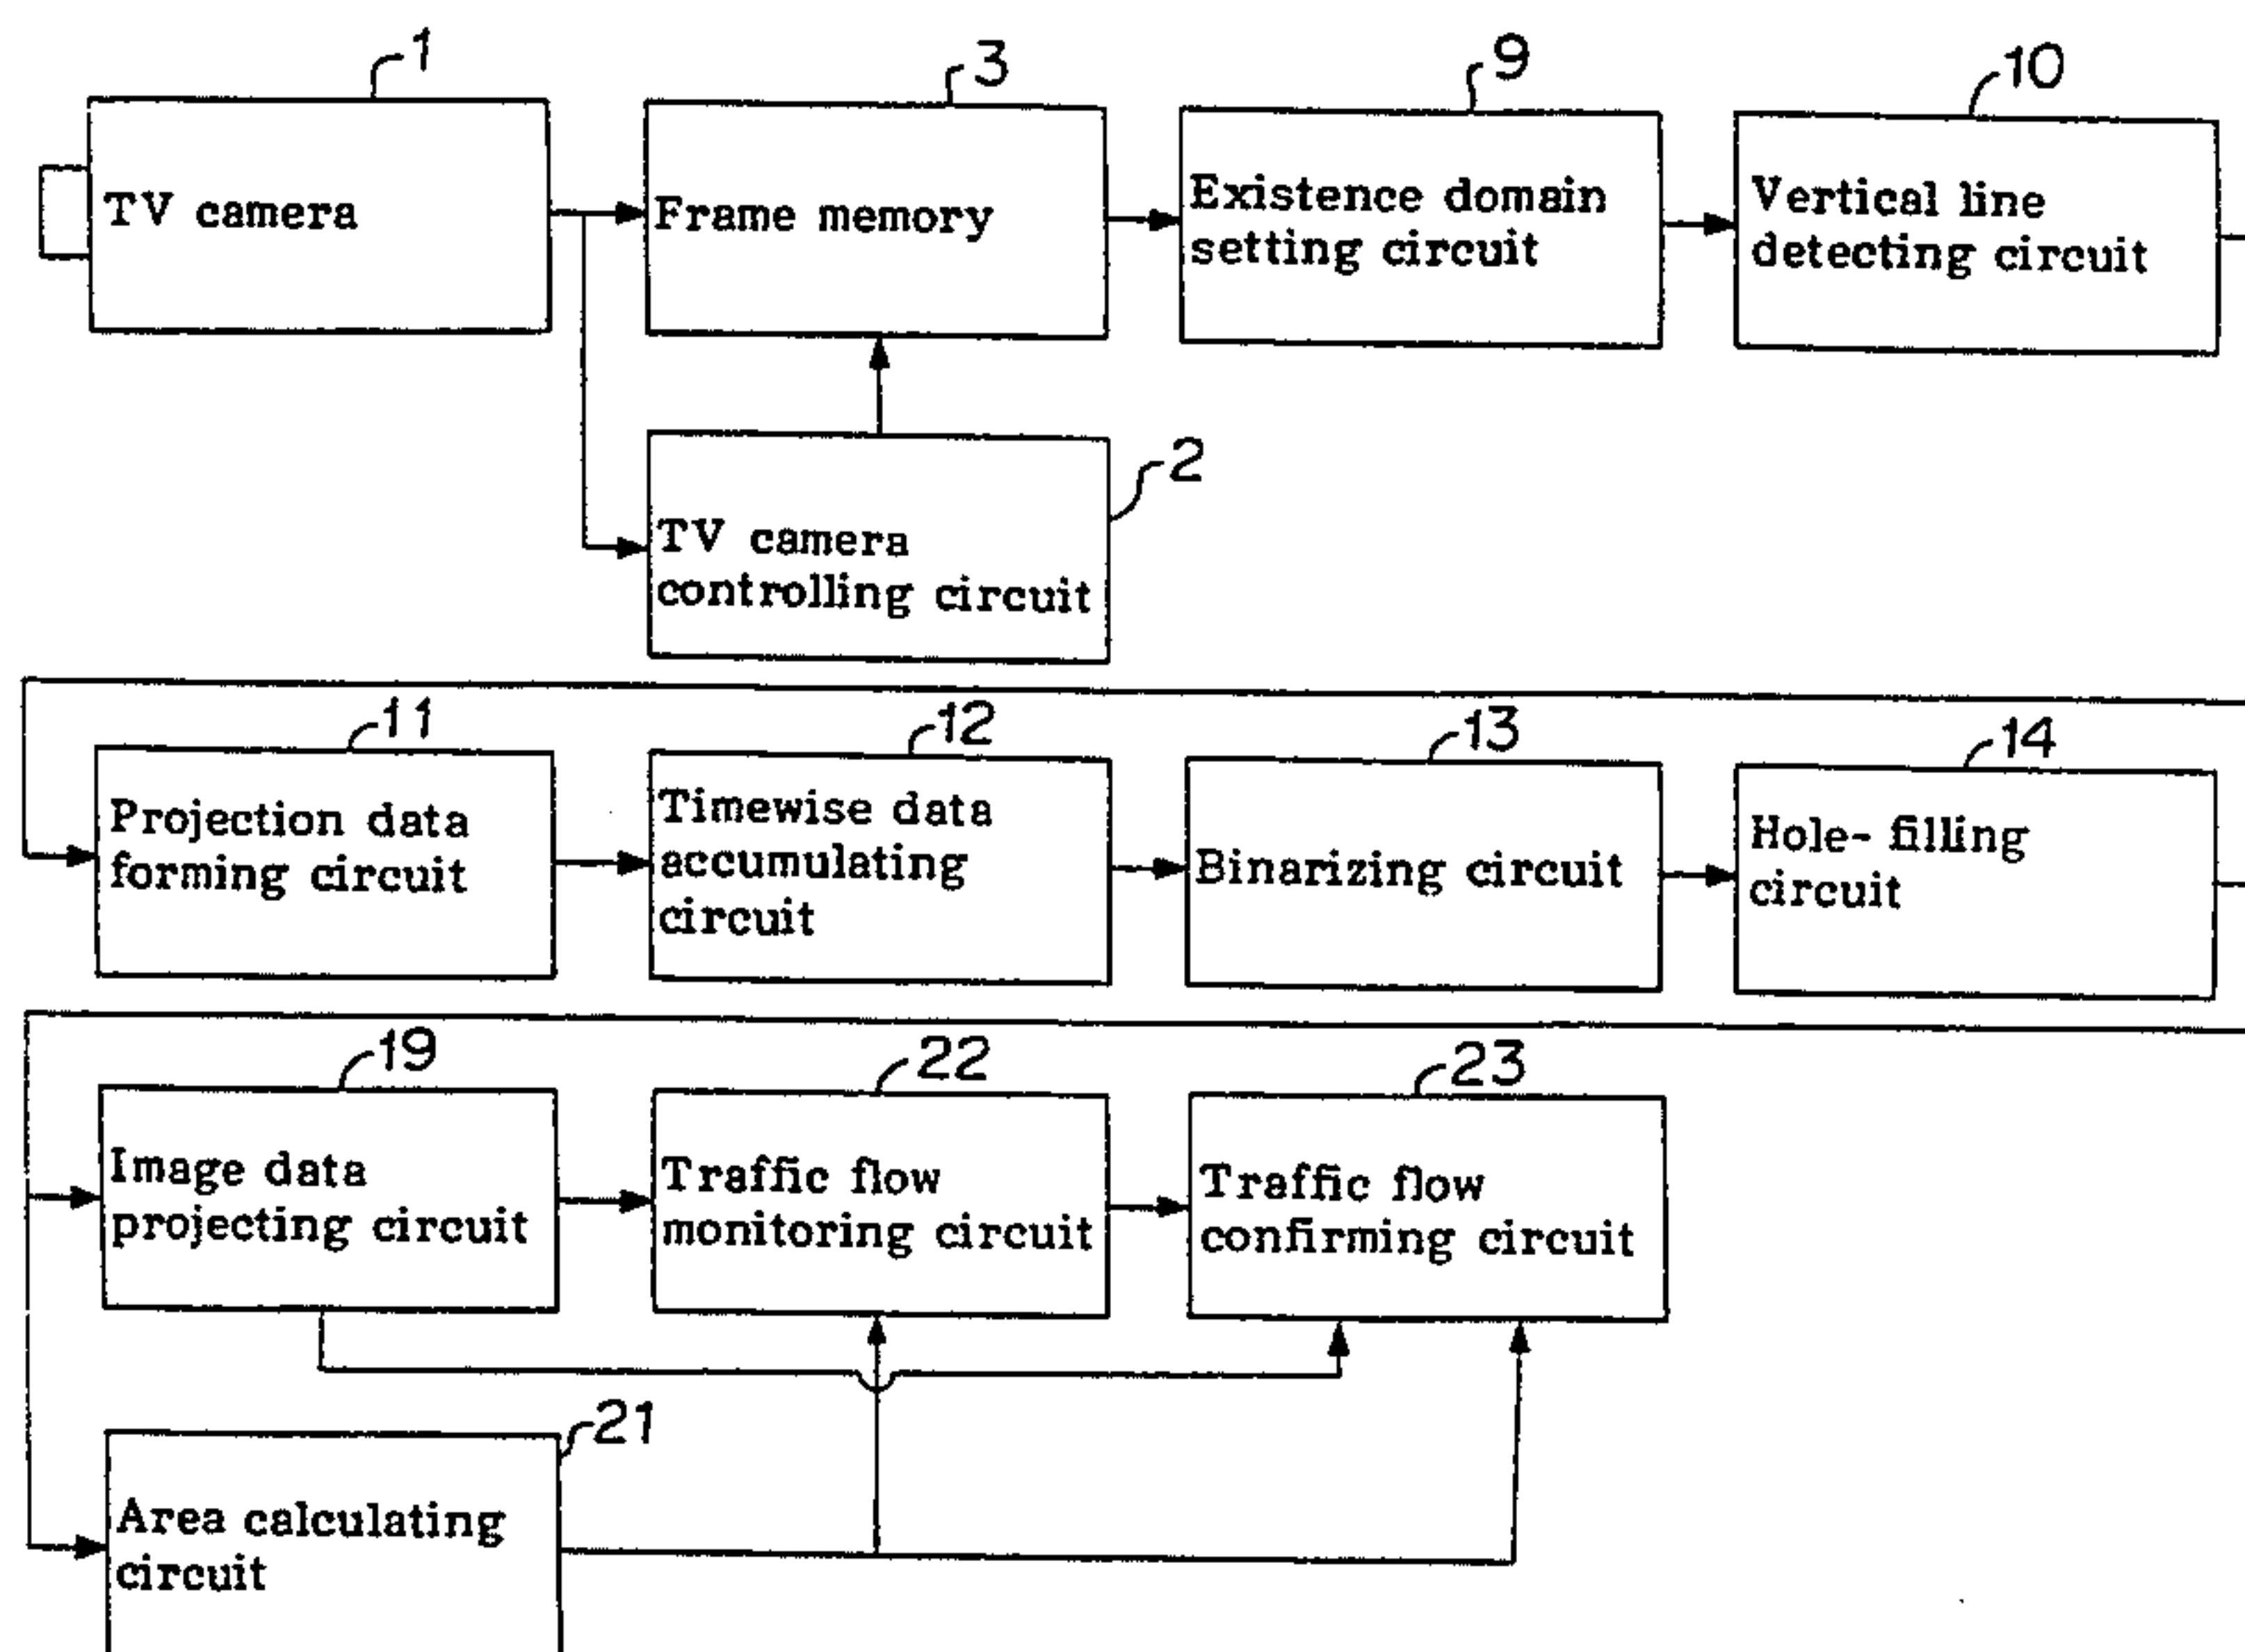 1
3
9
10
TV camera
Frame memory
Existence domain
setting circuit
Vertical line
detecting circuit
2
TV camera
controlling circuit
11
12
13
14
Projection data
forming circuit
Timewise data
accumulating
circuit
Binarizing circuit
Hole- filling
circuit
19
22
23
Image data
projecting circuit
Traffic flow
monitoring circuit
Traffic flow
confirming circuit
21
Area calculating
circuit